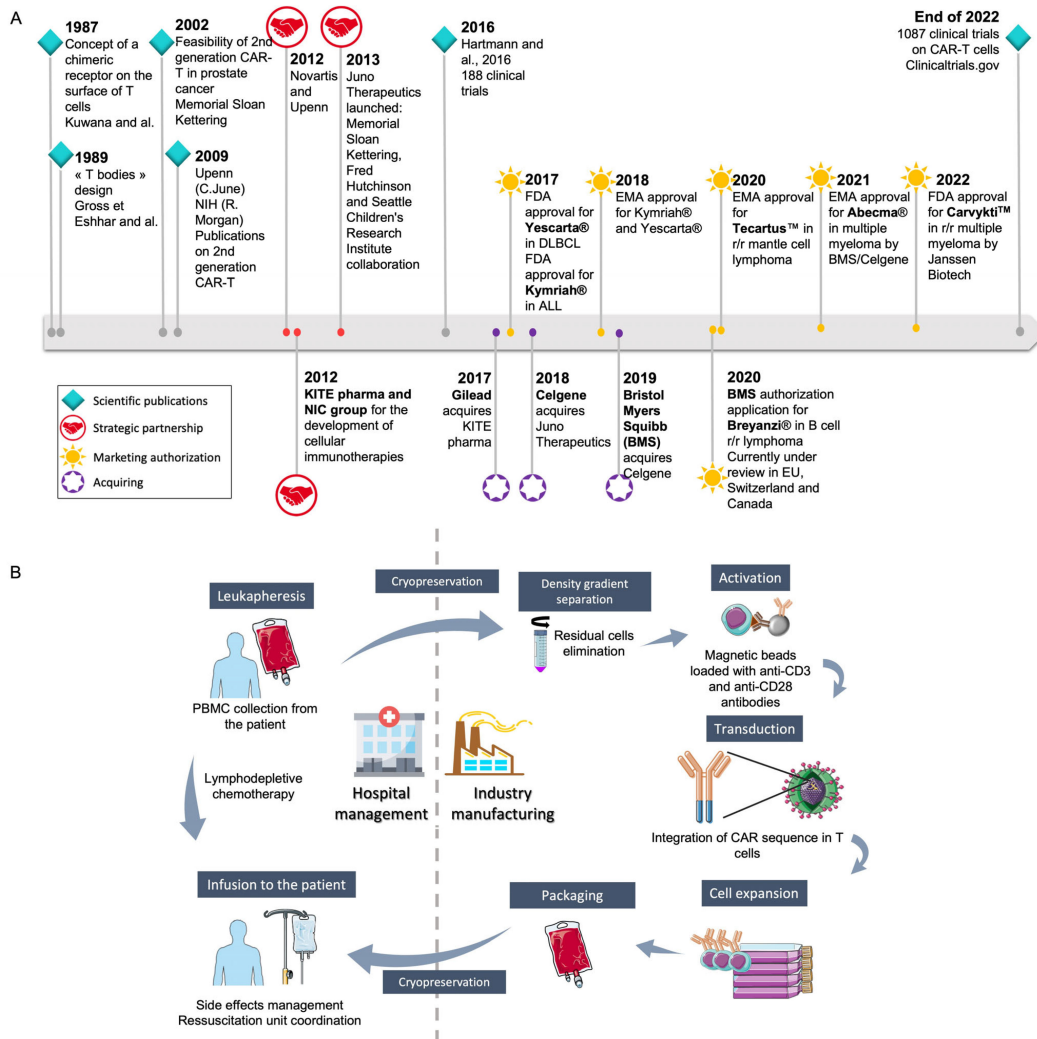 A
1987
Concept of a
chimeric
receptor on the
surface of T
cells
Kuwana and al.
2002
Feasibility of 2nd
generation CAR-
T in prostate
cancer
Memorial Sloan
Kettering
2012
Novartis
and
Upenn
2013
Juno
Therapeutics
launched:
Memorial
Sloan
Kettering,
Fred
Hutchinson
and Seattle
Children's
Research
Institute
collaboration
2016
Hartmann and
al., 2016
188 clinical
trials
End of 2022
1087 clinical trials
on CAR-T cells
Clinicaltrials.gov
1989
« T bodies »
design
Gross et
Eshhar and al.
2009
Upenn
(C.June)
NIH (R.
Morgan)
Publications
on 2nd
generation
CAR-T
2017
FDA
approval for
Yescarta®
in DLBCL
FDA
approval for
Kymriah®
in ALL
2018
EMA approval
for Kymriah®
and Yescarta®
2020
EMA approval
for
Tecartus™ in
r/r mantle cell
lymphoma
2021
EMA approval
for Abecma®
in multiple
myeloma by
BMS/Celgene
2022
FDA approval
for Carvykti™
in r/r multiple
myeloma by
Janssen
Biotech
2012
KITE pharma and
NIC group for the
development of
cellular
immunotherapies
2017
Gilead
acquires
KITE
pharma
2018
Celgene
acquires
Juno
Therapeutics
2019
Bristol
Myers
Squibb
(BMS)
acquires
Celgene
2020
BMS authorization
application for
Breyanzi® in B cell
r/r lymphoma
Currently under
review in EU,
Switzerland and
Canada
Scientific publications
Strategic partnership
Marketing authorization
Acquiring
B
Leukapheresis
PBMC collection from
the patient
Cryopreservation
Density gradient
separation
Residual cells
elimination
Activation
Magnetic beads
loaded with anti-CD3
and anti-CD28
antibodies
Transduction
Integration of CAR sequence in T
cells
Lymphodepletive
chemotherapy
Hospital
management
Industry
manufacturing
Infusion to the patient
Side effects management
Ressuscitation unit coordination
Packaging
Cryopreservation
Cell expansion